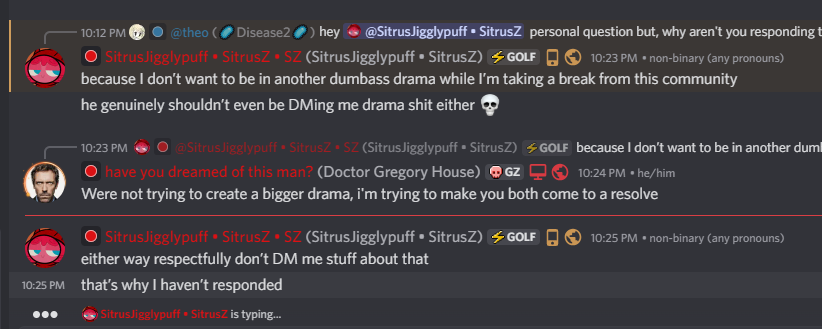 10:12 PM @theo ( Disease2 ) hey @SitrusJigglypuff • SitrusZ personal question but, why aren't you responding t
SitrusJigglypuff • SitrusZ • SZ (SitrusJigglypuff • SitrusZ) GOLF 10:23 PM • non-binary (any pronouns)
because I don't want to be in another dumbass drama while I'm taking a break from this community
he genuinely shouldn't even be DMing me drama shit either 💀
10:23 PM @SitrusJigglypuff • SitrusZ • SZ (SitrusJigglypuff • SitrusZ) GOLF because I don't want to be in another dumb
have you dreamed of this man? (Doctor Gregory House) GZ 10:24 PM • he/him
Were not trying to create a bigger drama, i'm trying to make you both come to a resolve
SitrusJigglypuff • SitrusZ • SZ (SitrusJigglypuff • SitrusZ) GOLF 10:25 PM • non-binary (any pronouns)
either way respectfully don't DM me stuff about that
10:25 PM that's why I haven't responded
SitrusJigglypuff • SitrusZ is typing...